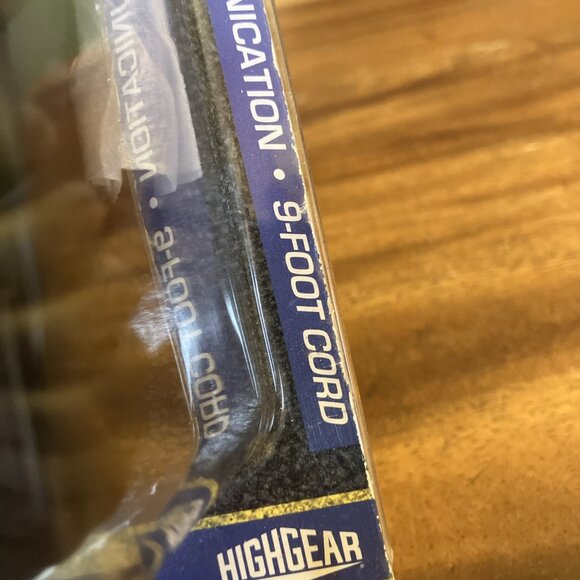 NICATION • 9-FOOT CORD
HIGHGEAR